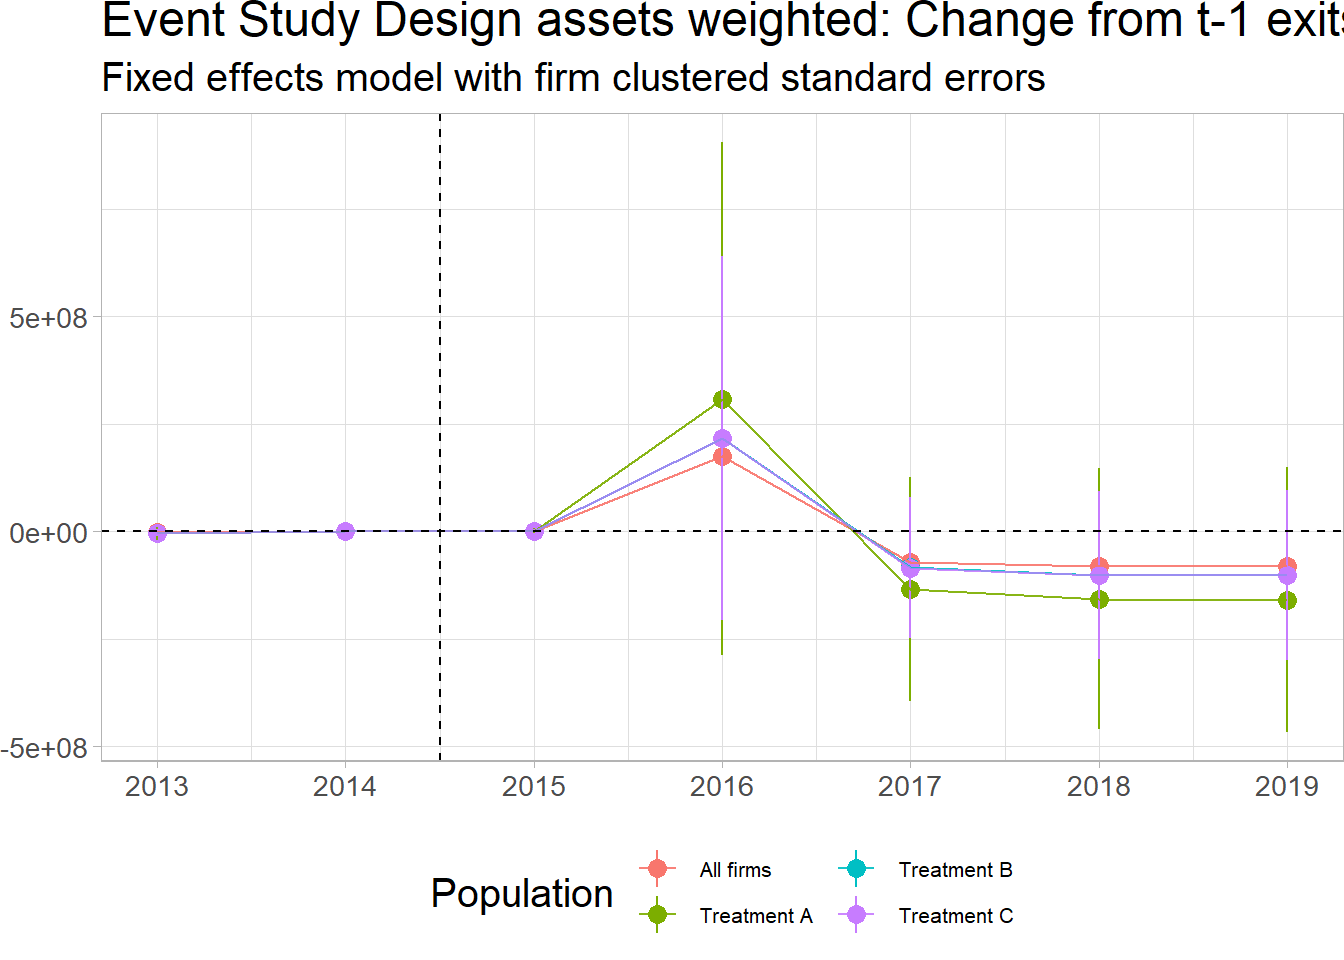 Event Study Design assets weighted: Change from t-1 exits
Fixed effects model with firm clustered standard errors
5e+08
0e+00
-5e+08
2013 2014 2015 2016 2017 2018 2019
Population
All firms
Treatment A
Treatment B
Treatment C